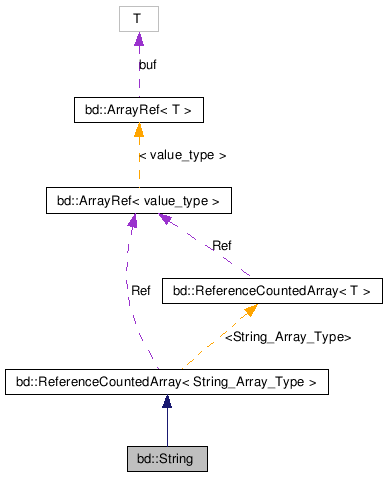 T
buf
bd::ArrayRef< T >
< value_type >
bd::ArrayRef< value_type >
Ref
bd::ReferenceCountedArray< T >
Ref
<String_Array_Type>
bd::ReferenceCountedArray< String_Array_Type >
bd::String